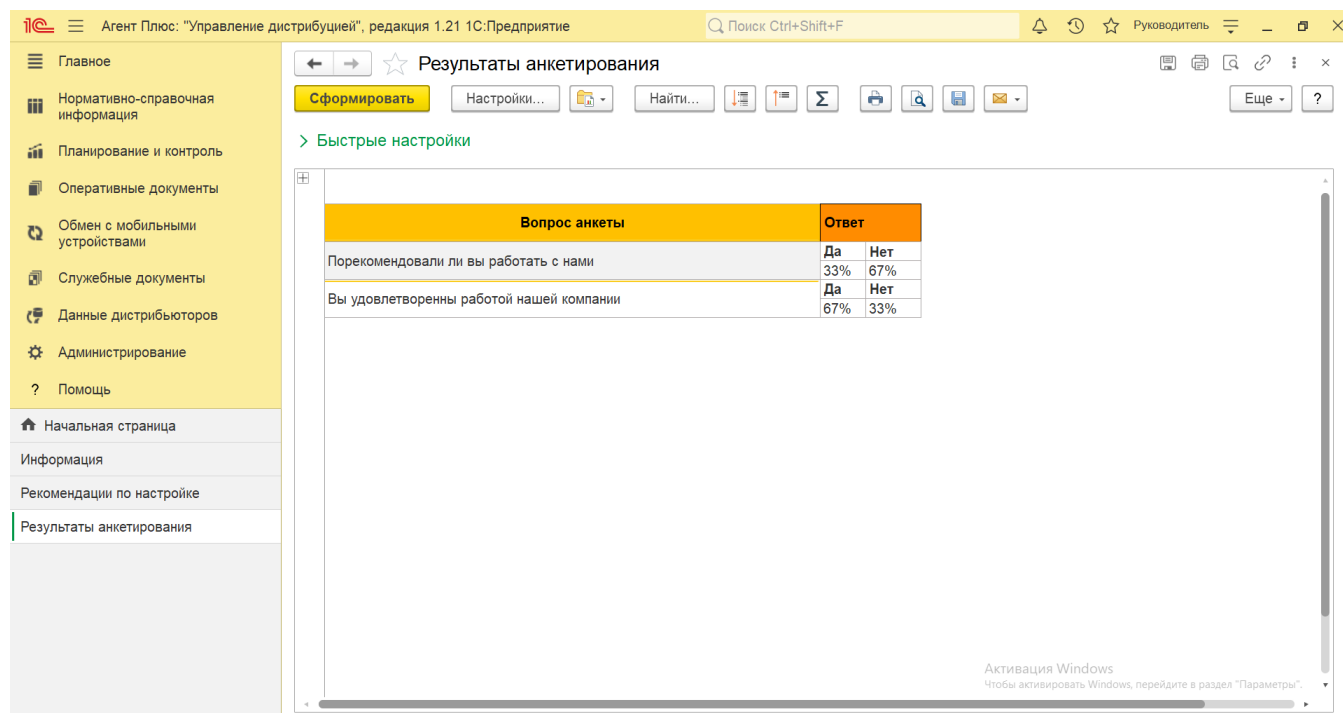 1С Агент Плюс: "Управление дистрибуцией", редакция 1.21 1С:Предприятие
Поиск Ctrl+Shift+F
Руководитель
Главное
Нормативно-справочная
информация
Планирование и контроль
Оперативные документы
Обмен с мобильными
устройствами
Служебные документы
Данные дистрибьюторов
Администрирование
? Помощь
Начальная страница
Информация
Рекомендации по настройке
Результаты анкетирования
Результаты анкетирования
Сформировать Настройки... Найти... Σ Еще ?
Быстрые настройки
Вопрос анкеты Ответ
Порекомендовали ли вы работать с нами
Да Нет
33% 67%
Вы удовлетворенны работой нашей компании
Да Нет
67% 33%
Активация Windows
Чтобы активировать Windows, перейдите в раздел "Параметры".